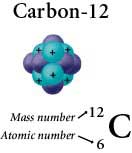 Carbon-12
+ + + + + +
Mass number 12
Atomic number 6
C